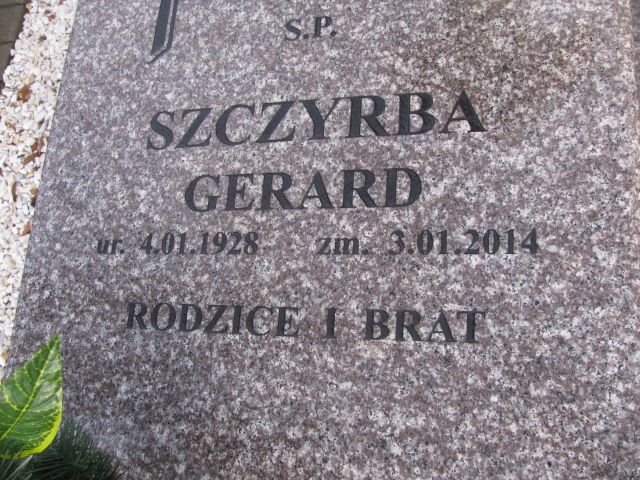 S.P.
SZCZYRBA
GERARD
ur. 4.01.1928 zm. 3.01.2014
RODZICE I BRAT